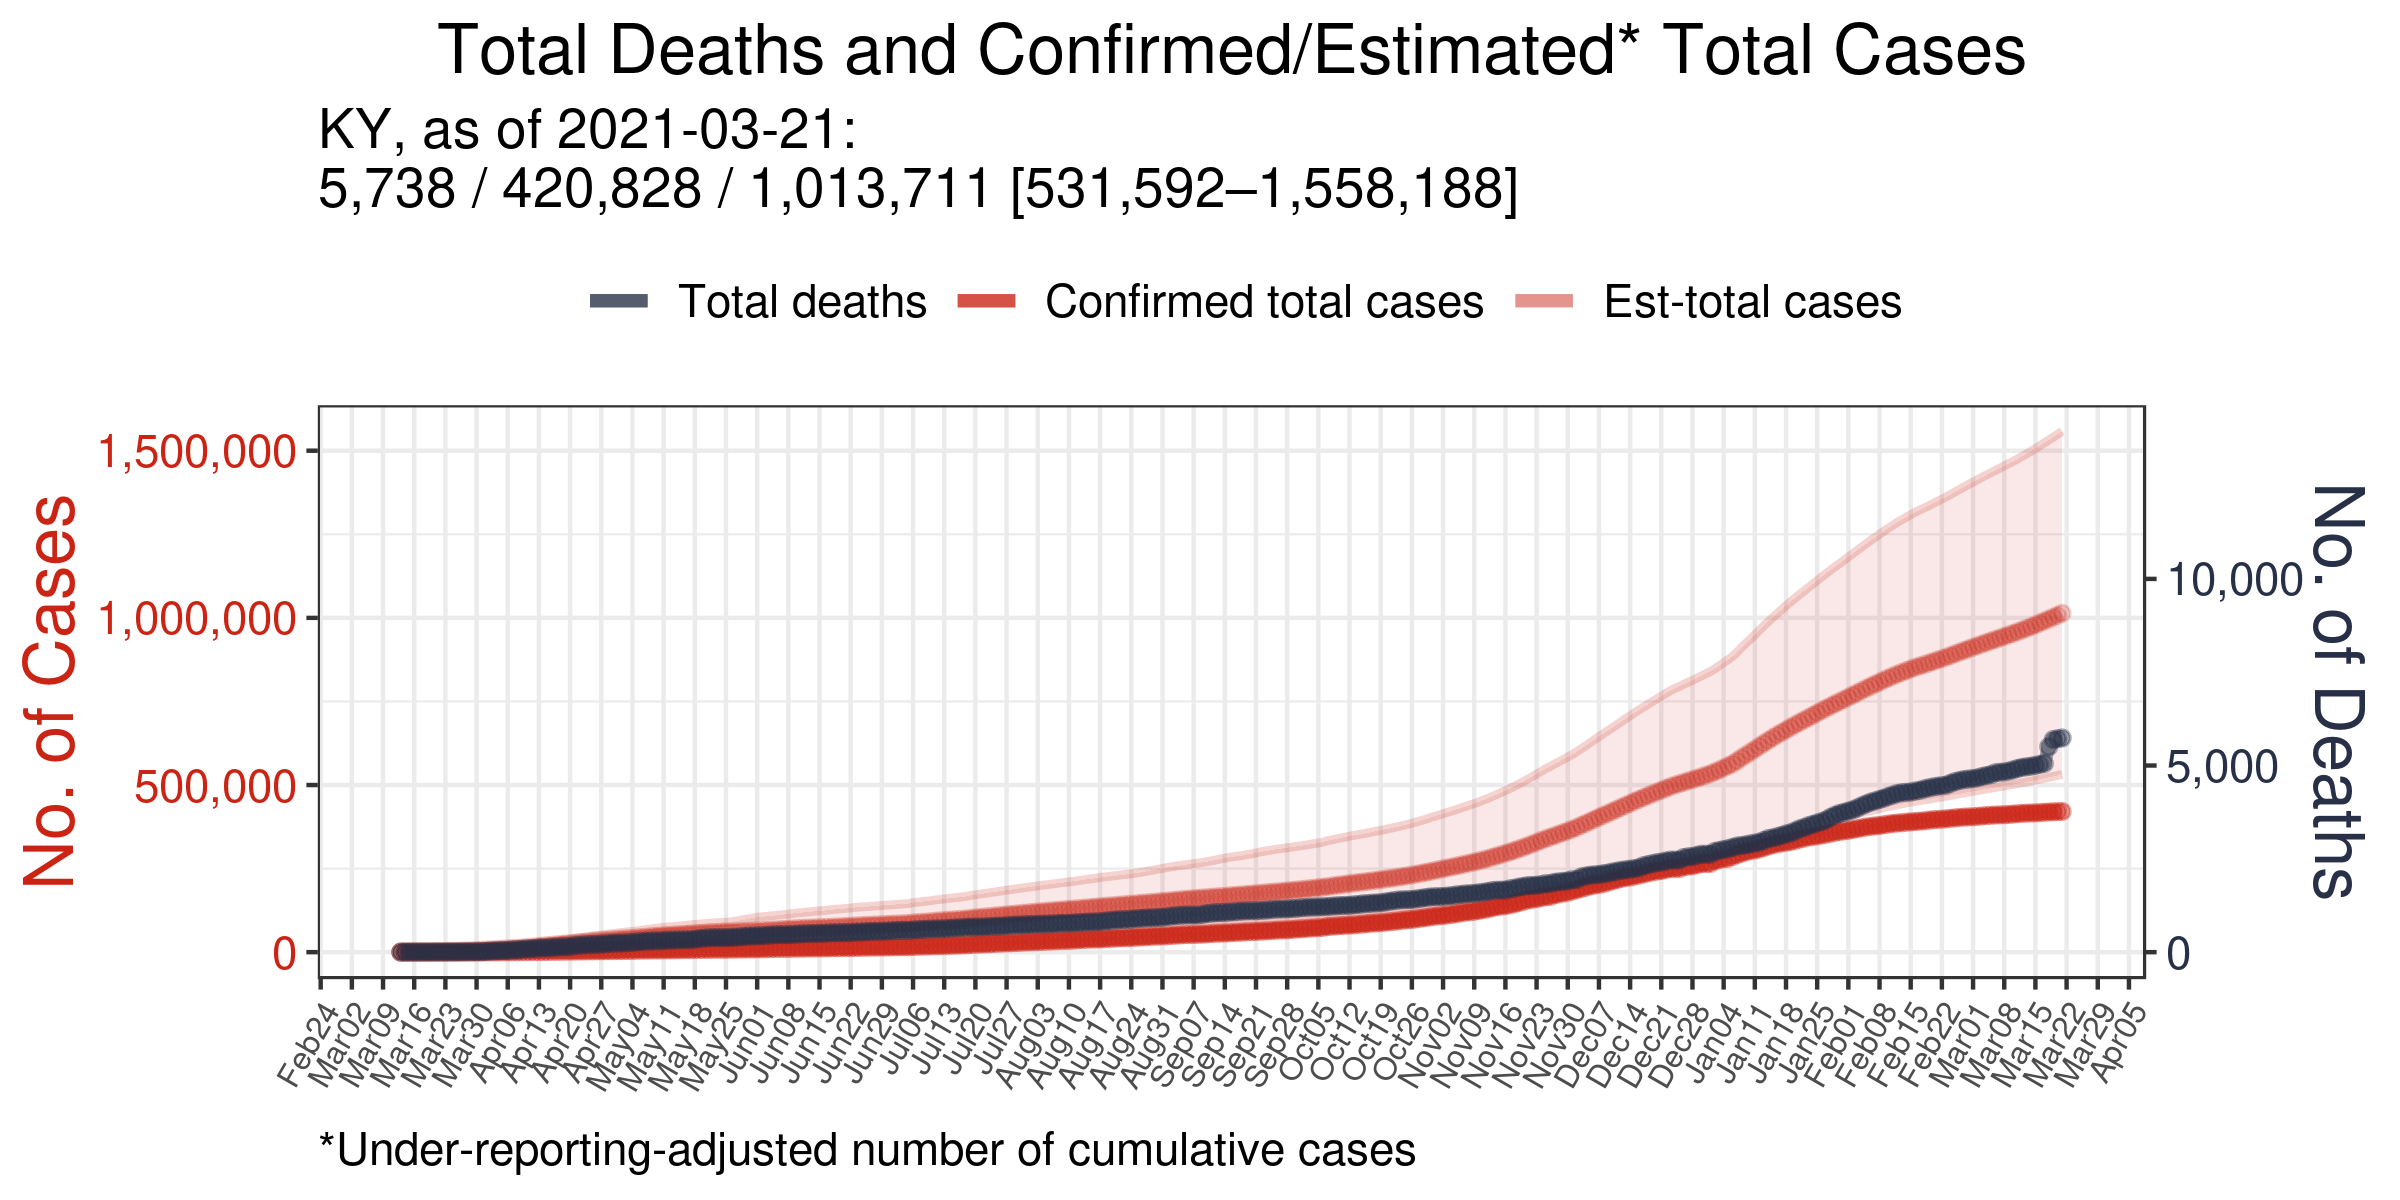 Total Deaths and Confirmed/Estimated* Total Cases
KY, as of 2021-03-21:
5,738 / 420,828 / 1,013,711 [531,592–1,558,188]
Total deaths
Confirmed total cases
Est-total cases
No. of Cases
1,500,000
1,000,000
500,000
0
10,000
5,000
0
No. of Deaths
Feb24
Mar02
Mar09
Mar16
Mar23
Mar30
Apr06
Apr13
Apr20
Apr27
May04
May11
May18
May25
Jun01
Jun08
Jun15
Jun22
Jun29
Jul06
Jul13
Jul20
Jul27
Aug03
Aug10
Aug17
Aug24
Aug31
Sep07
Sep14
Sep21
Sep28
Oct05
Oct12
Oct19
Oct26
Nov02
Nov09
Nov16
Nov23
Nov30
Dec07
Dec14
Dec21
Dec28
Jan04
Jan11
Jan18
Jan25
Feb01
Feb08
Feb15
Feb22
Mar01
Mar08
Mar15
Mar22
Mar29
Apr05
*Under-reporting-adjusted number of cumulative cases